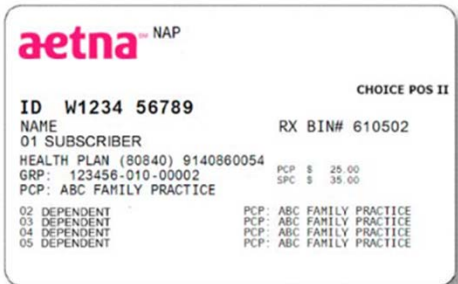 aetna™ NAP
CHOICE POS II
ID W1234 56789
NAME RX BIN# 610502
01 SUBSCRIBER
HEALTH PLAN (80840) 9140860054
GRP: 123456-010-00002 PCP $ 25.00
PCP: ABC FAMILY PRACTICE SPC $ 35.00
02 DEPENDENT PCP: ABC FAMILY PRACTICE
03 DEPENDENT PCP: ABC FAMILY PRACTICE
04 DEPENDENT PCP: ABC FAMILY PRACTICE
05 DEPENDENT PCP: ABC FAMILY PRACTICE